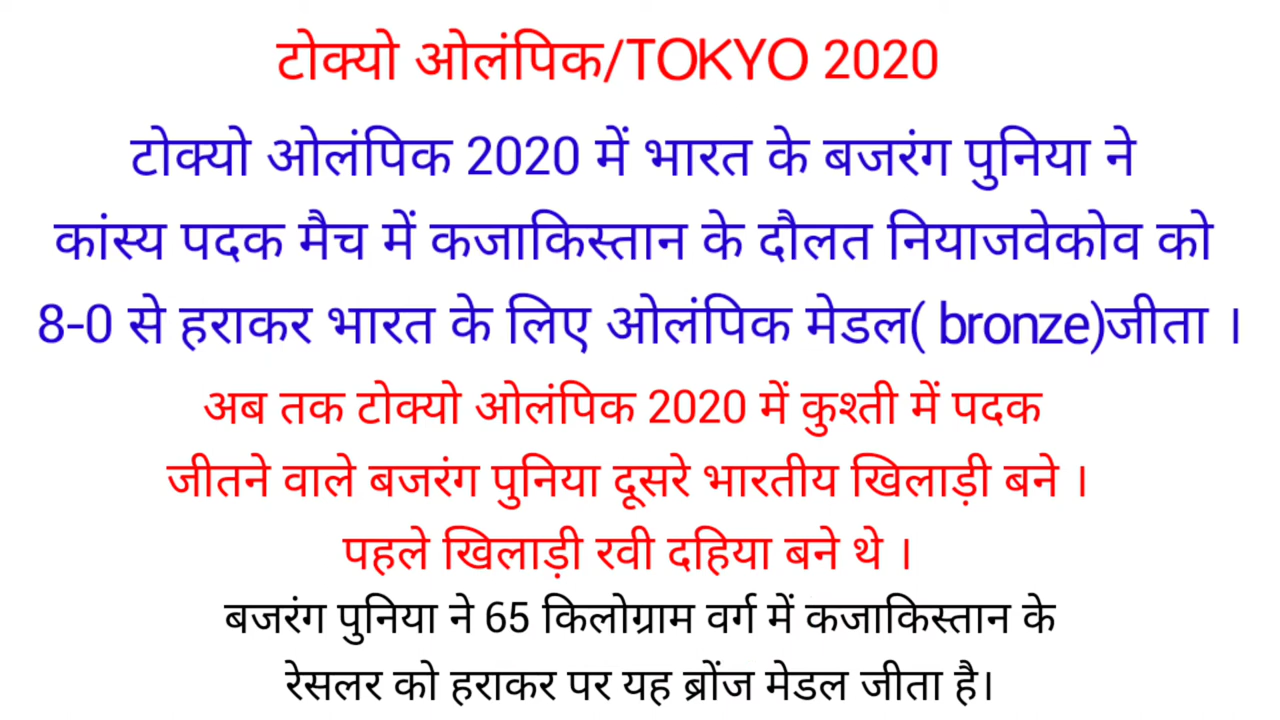 टोक्यो ओलंपिक/TOKYO 2020
टोक्यो ओलंपिक 2020 में भारत के बजरंग पुनिया ने
कांस्य पदक मैच में कजाकिस्तान के दौलत नियाजवेकोव को
8-0 से हराकर भारत के लिए ओलंपिक मेडल( bronze)जीता ।
अब तक टोक्यो ओलंपिक 2020 में कुश्ती में पदक
जीतने वाले बजरंग पुनिया दूसरे भारतीय खिलाड़ी बने ।
पहले खिलाड़ी रवी दहिया बने थे ।
बजरंग पुनिया ने 65 किलोग्राम वर्ग में कजाकिस्तान के
रेसलर को हराकर पर यह ब्रोंज मेडल जीता है।